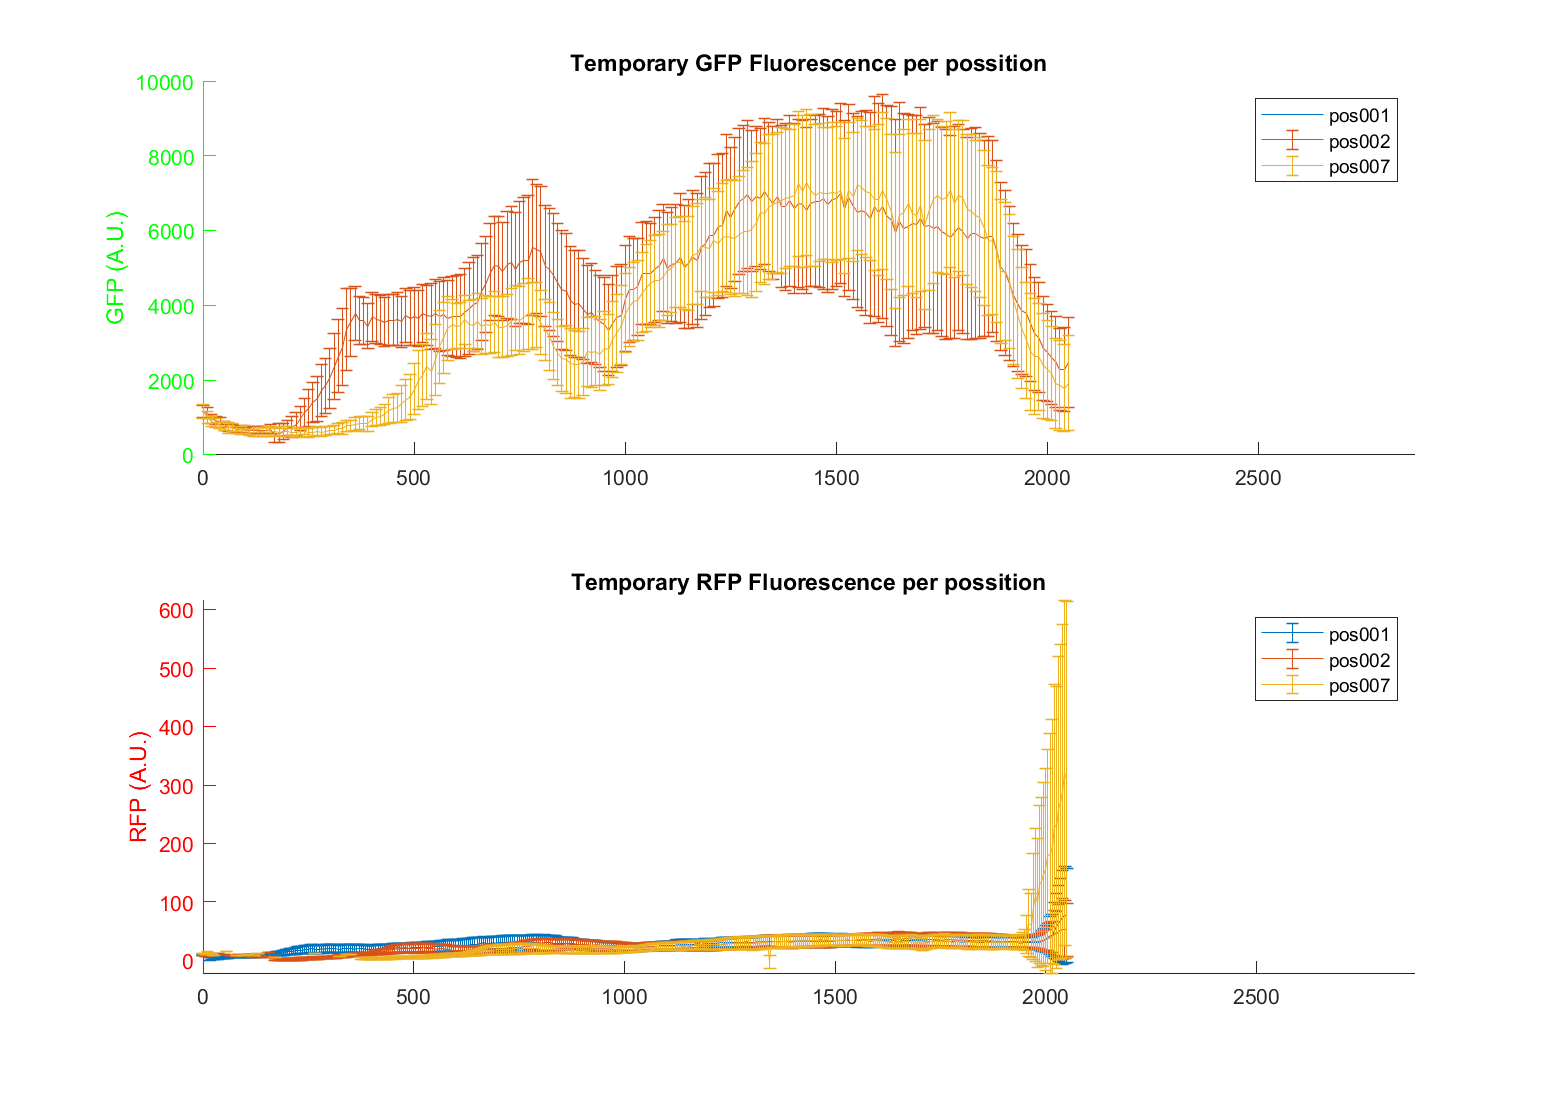 Temporary GFP Fluorescence per possition
GFP (A.U.)
10000
8000
6000
4000
2000
0
0 500 1000 1500 2000 2500
pos001
pos002
pos007
Temporary RFP Fluorescence per possition
RFP (A.U.)
600
500
400
300
200
100
0
0 500 1000 1500 2000 2500
pos001
pos002
pos007